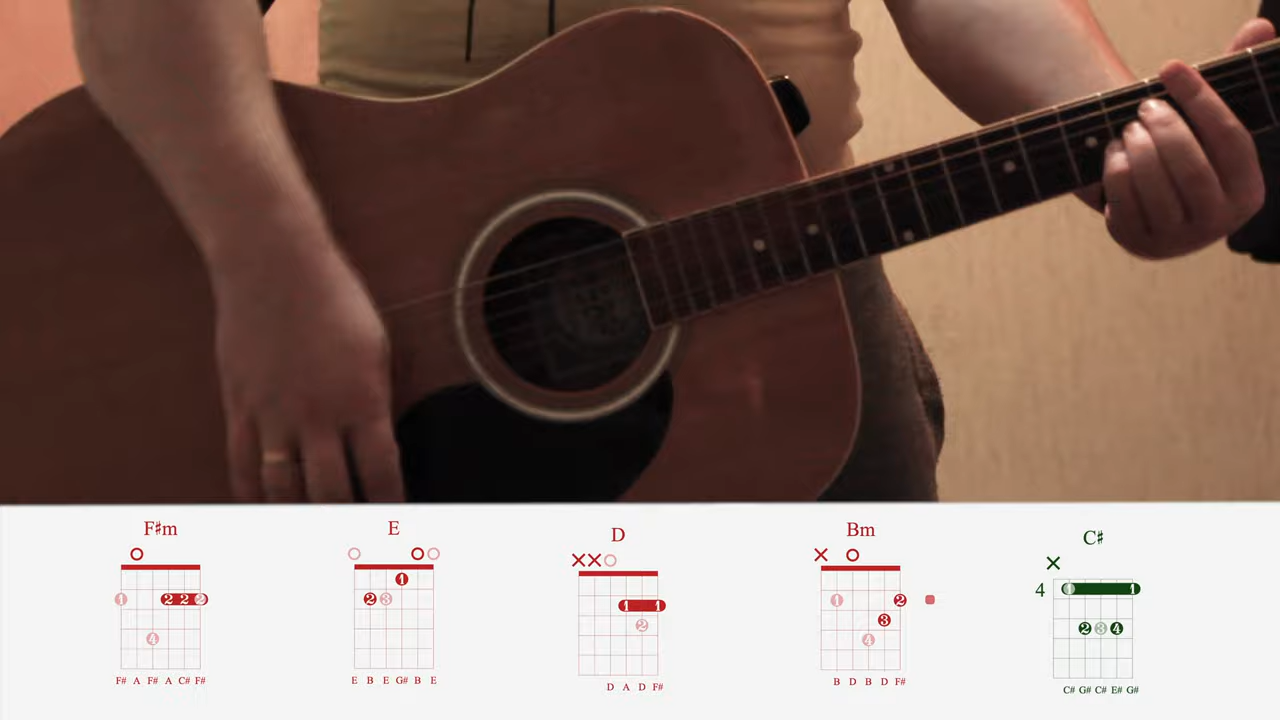 F♯m
E
D
Bm
C♯
1 2 2 2 4
F# A F# A C# F#
1 2 3
E B E G# B E
1 1 2
D A D F#
1 2 3 4
B D B D F#
4
1 1 2 3 4
C# G# C# E# G#